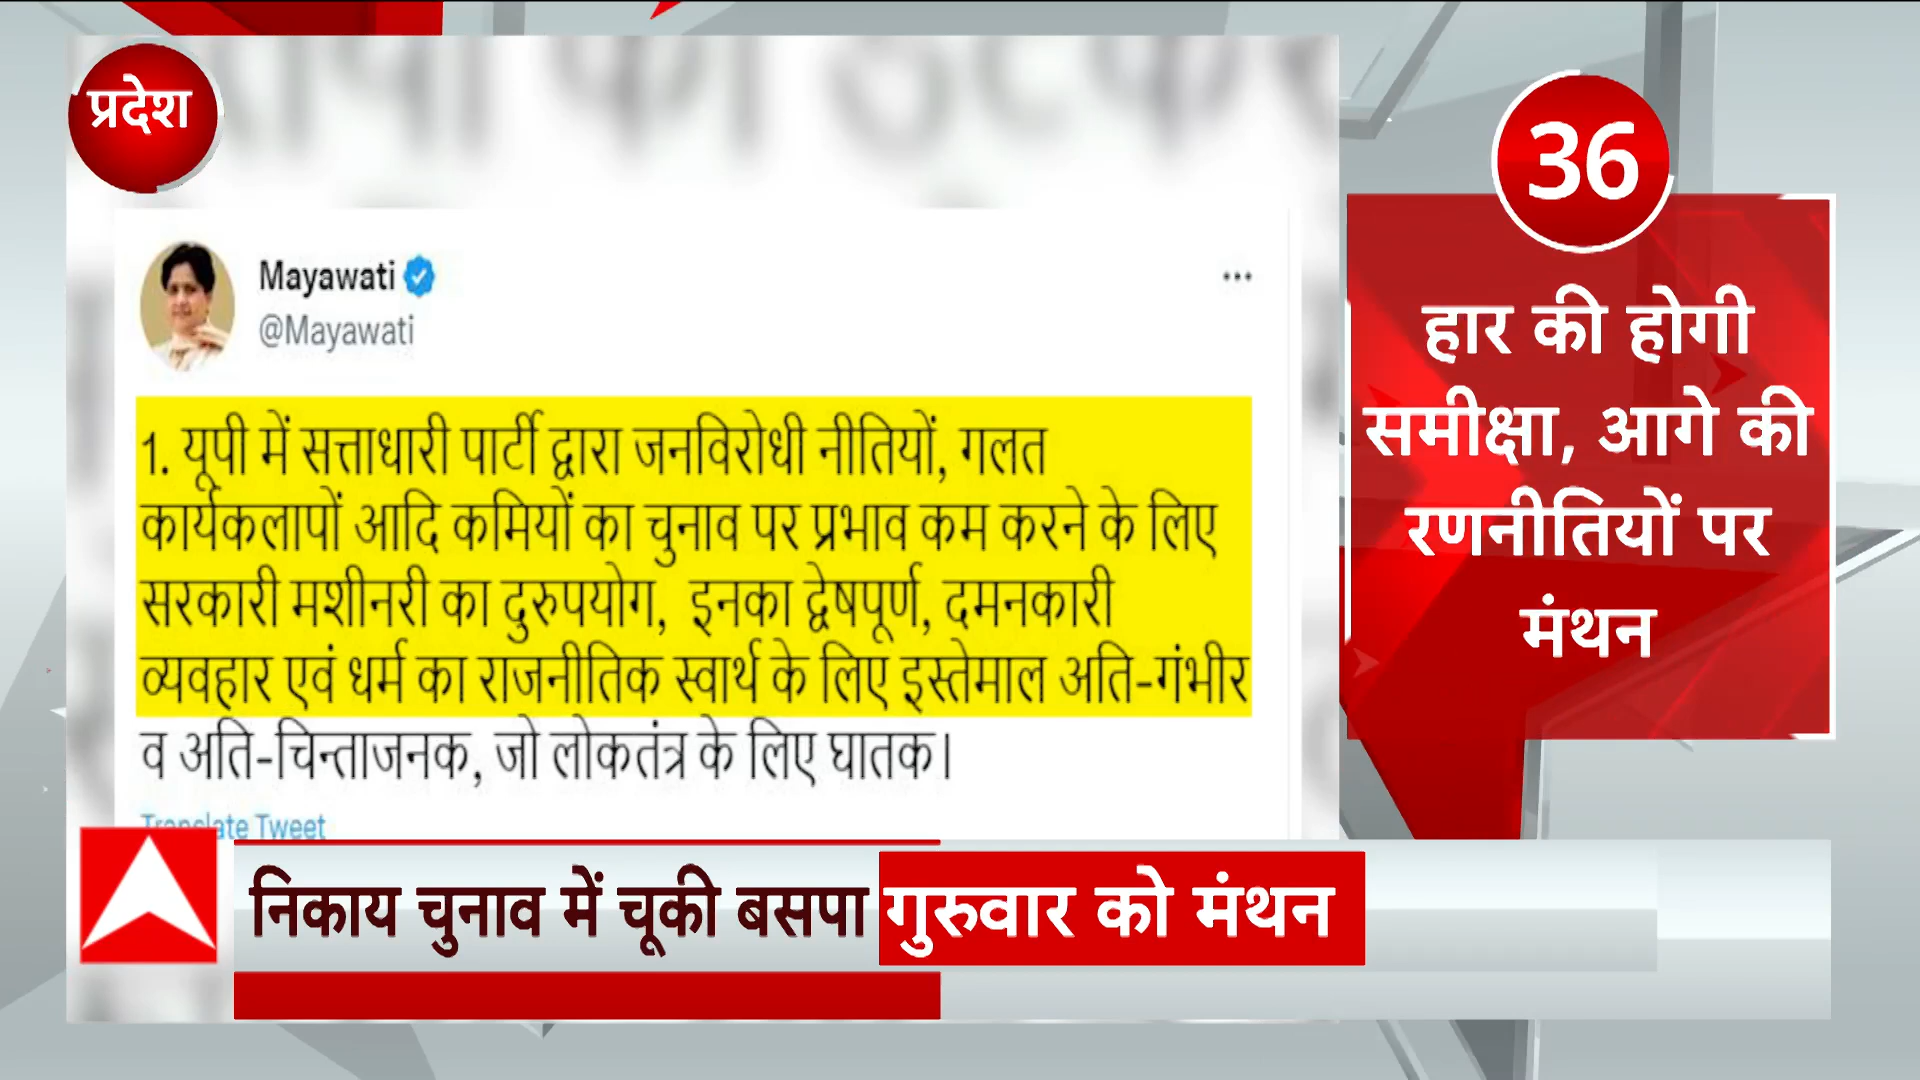 प्रदेश
36
Mayawati
@Mayawati
1. यूपी में सत्ताधारी पार्टी द्वारा जनविरोधी नीतियों, गलत
कार्यकलापों आदि कमियों का चुनाव पर प्रभाव कम करने के लिए
सरकारी मशीनरी का दुरुपयोग, इनका द्वेषपूर्ण, दमनकारी
व्यवहार एवं धर्म का राजनीतिक स्वार्थ के लिए इस्तेमाल अति-गंभीर
व अति-चिन्ताजनक, जो लोकतंत्र के लिए घातक।
Translate Tweet
हार की होगी
समीक्षा, आगे की
रणनीतियों पर
मंथन
निकाय चुनाव में चूकी बसपा गुरुवार को मंथन